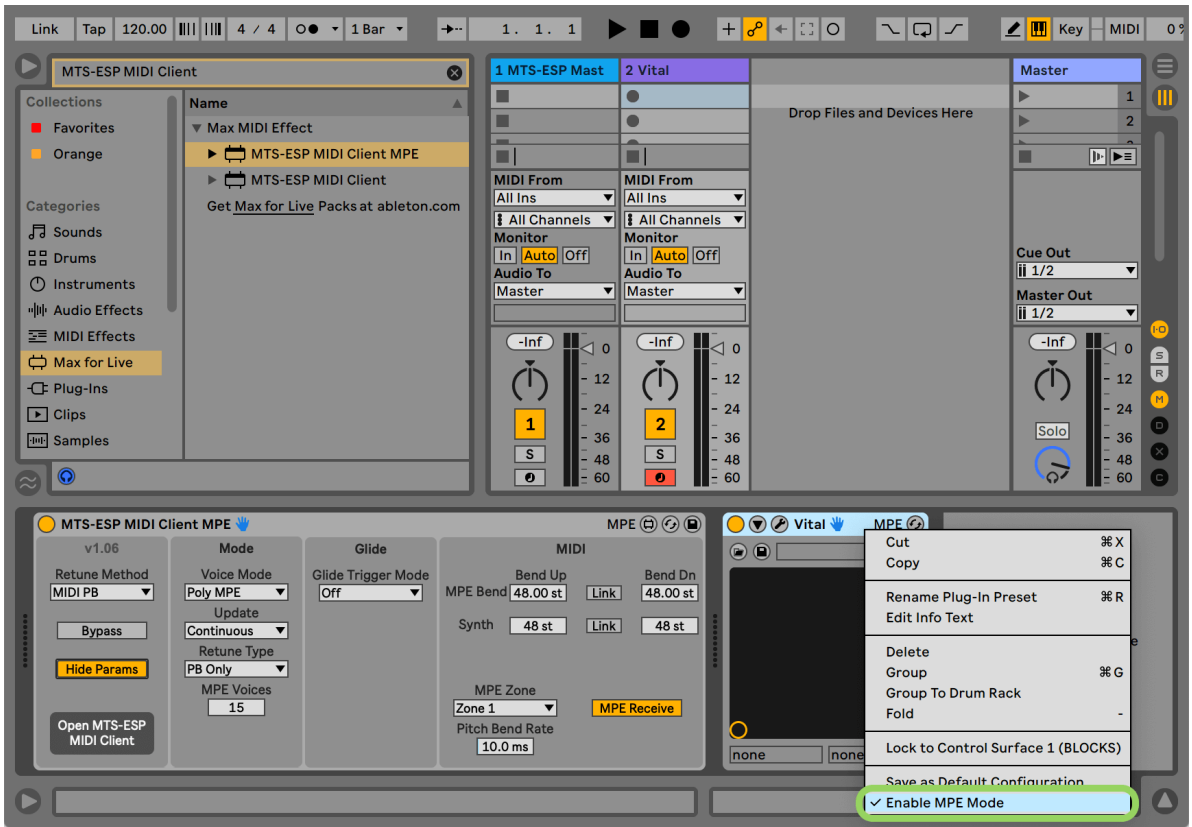 Link Tap 120.00 4 / 4 1 Bar 1. 1. 1 Key MIDI 0%
MTS-ESP MIDI Client
Collections
Favorites
Orange
Categories
Sounds
Drums
Instruments
Audio Effects
MIDI Effects
Max for Live
Plug-Ins
Clips
Samples
Name
Max MIDI Effect
MTS-ESP MIDI Client MPE
MTS-ESP MIDI Client
Get Max for Live Packs at ableton.com
1 MTS-ESP Mast
MIDI From
All Ins
All Channels
Monitor
In Auto Off
Audio To
Master
-Inf
0
12
24
36
48
60
1
S
2 Vital
MIDI From
All Ins
All Channels
Monitor
In Auto Off
Audio To
Master
-Inf
0
12
24
36
48
60
2
S
Drop Files and Devices Here
Master
1
2
Cue Out
1/2
Master Out
1/2
-Inf
0
12
24
36
48
60
Solo
I·O
S
R
M
D
X
C
MTS-ESP MIDI Client MPE MPE
v1.06
Retune Method
MIDI PB
Bypass
Hide Params
Open MTS-ESP
MIDI Client
Mode
Voice Mode
Poly MPE
Update
Continuous
Retune Type
PB Only
MPE Voices
15
Glide
Glide Trigger Mode
Off
MIDI
Bend Up Bend Dn
MPE Bend 48.00 st Link 48.00 st
Synth 48 st Link 48 st
MPE Zone
Zone 1 MPE Receive
Pitch Bend Rate
10.0 ms
Vital MPE
none none
Cut ⌘X
Copy ⌘C
Rename Plug-In Preset ⌘R
Edit Info Text
Delete
Group ⌘G
Group To Drum Rack
Fold -
Lock to Control Surface 1 (BLOCKS)
Save as Default Configuration
✓ Enable MPE Mode